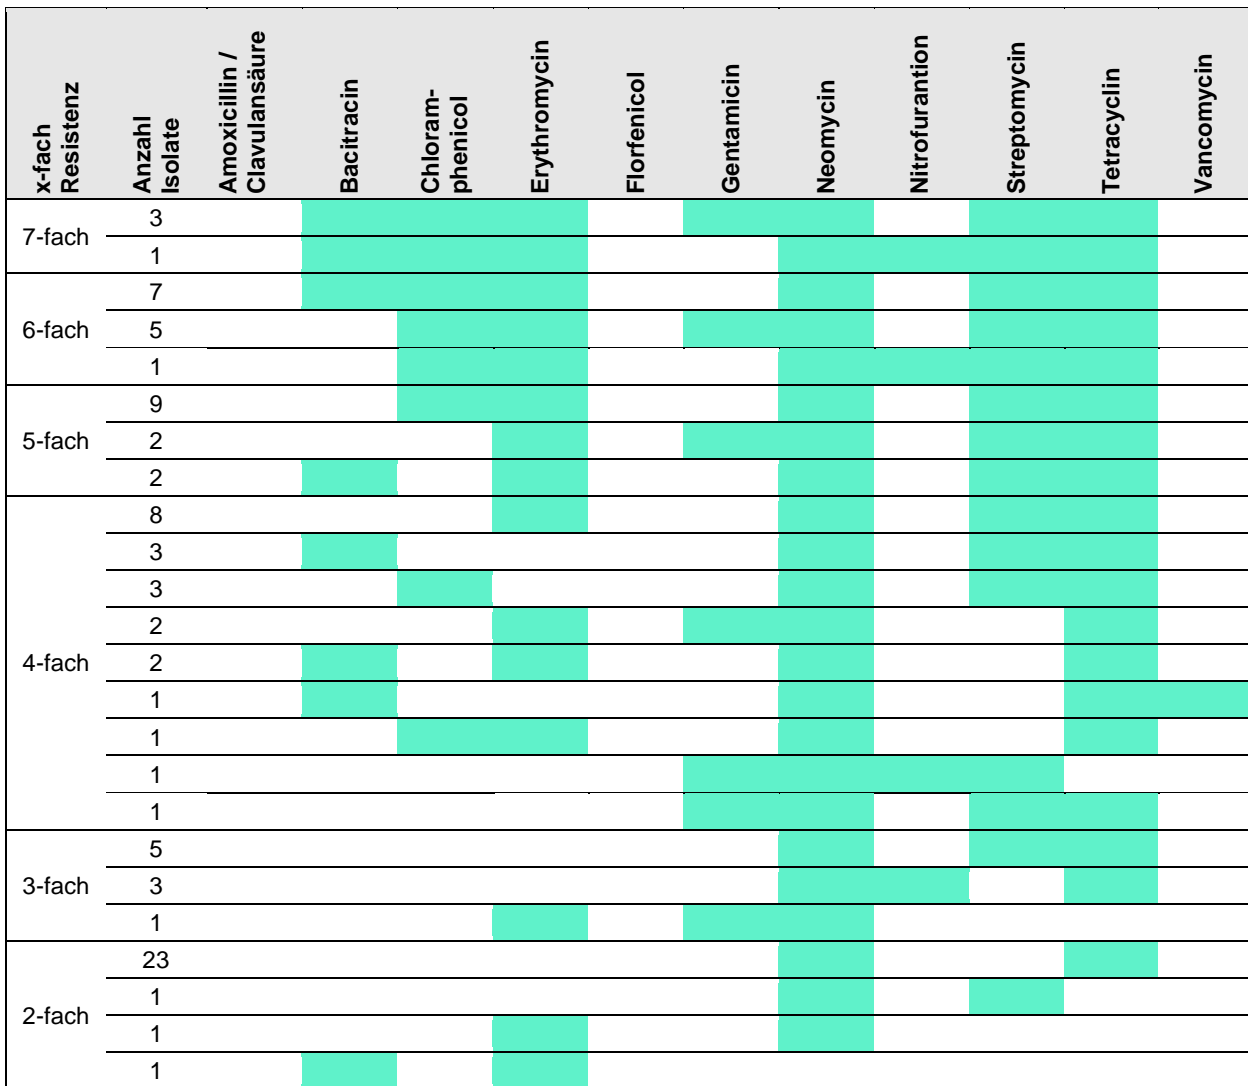 x-fach
Resistenz
Anzahl
Isolate
Amoxicillin /
Clavulansäure
Bacitracin
Chloram-
phenicol
Erythromycin
Florfenicol
Gentamicin
Neomycin
Nitrofurantion
Streptomycin
Tetracyclin
Vancomycin
7-fach
3
1
6-fach
7
5
1
5-fach
9
2
2
4-fach
8
3
3
2
2
1
1
1
1
3-fach
5
3
1
2-fach
23
1
1
1